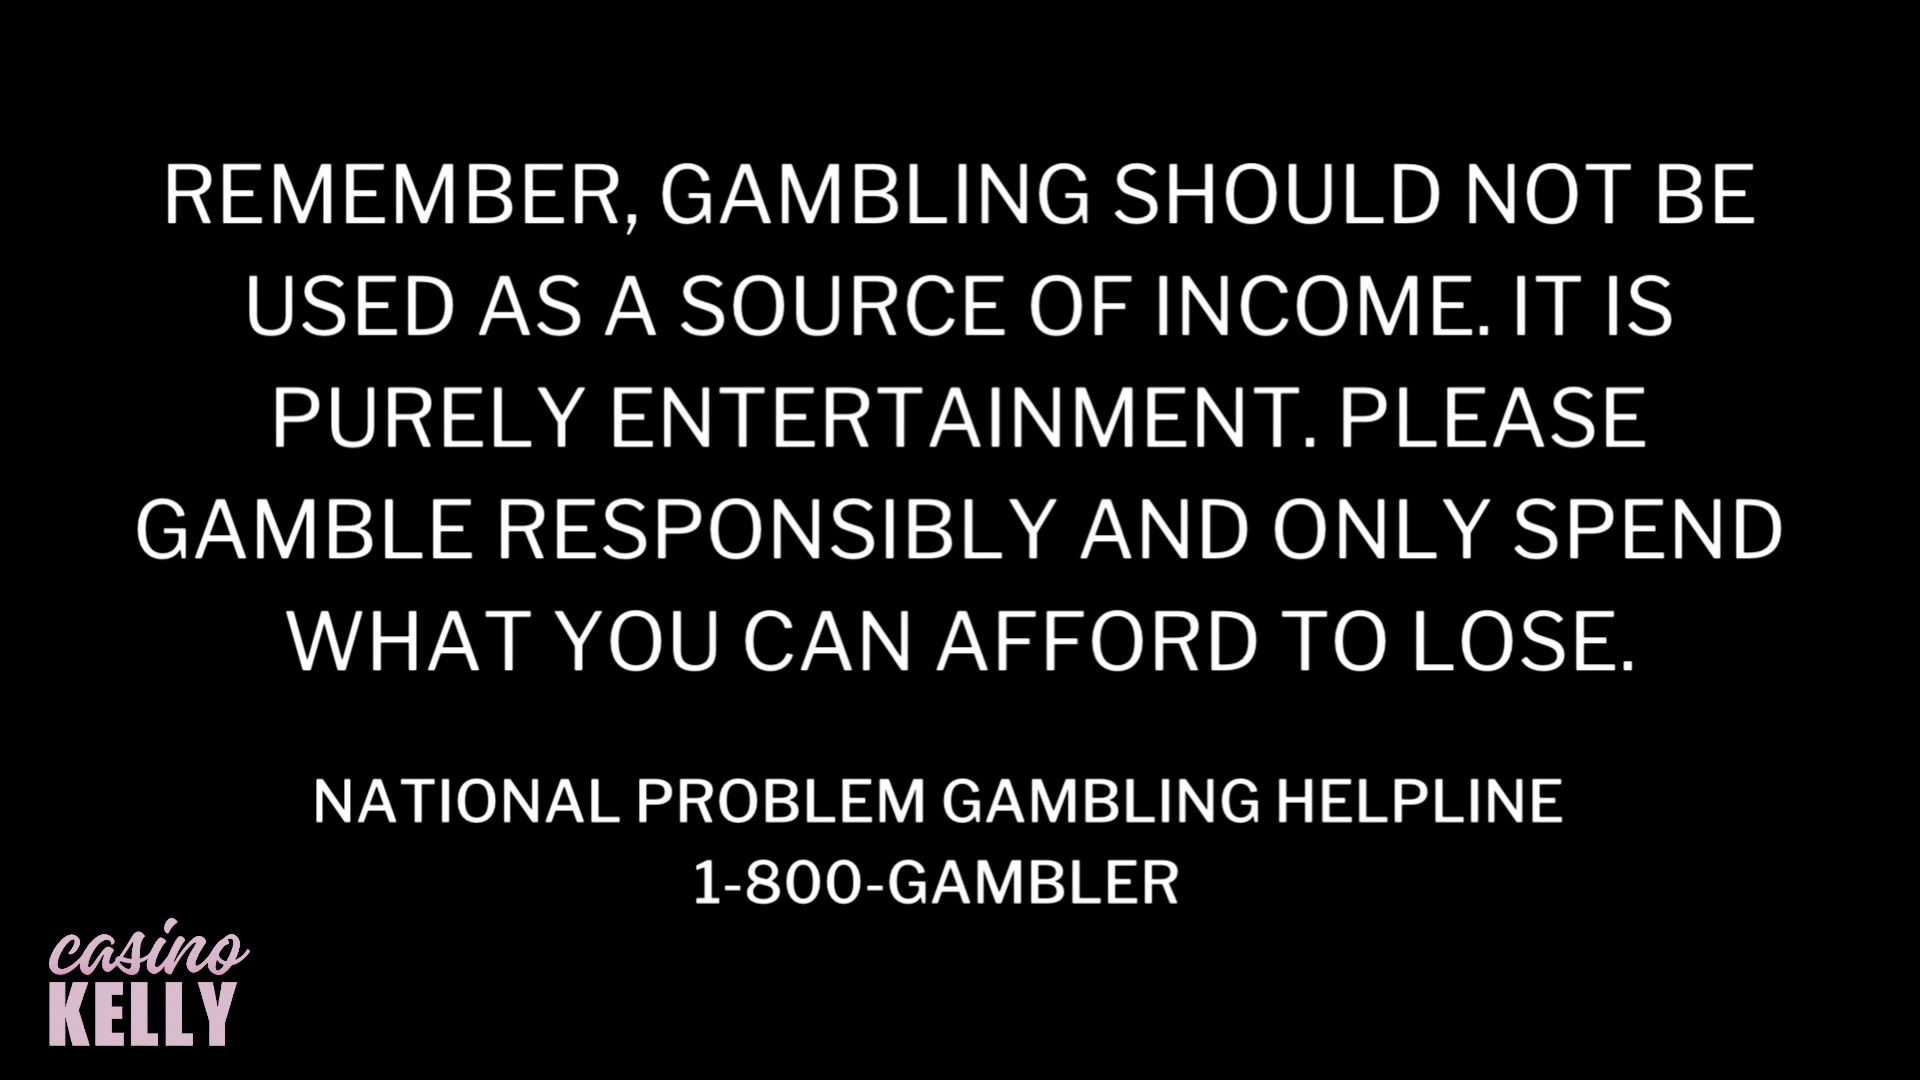 REMEMBER, GAMBLING SHOULD NOT BE
USED AS A SOURCE OF INCOME. IT IS
PURELY ENTERTAINMENT. PLEASE
GAMBLE RESPONSIBLY AND ONLY SPEND
WHAT YOU CAN AFFORD TO LOSE.
NATIONAL PROBLEM GAMBLING HELPLINE
1-800-GAMBLER
casino
KELLY